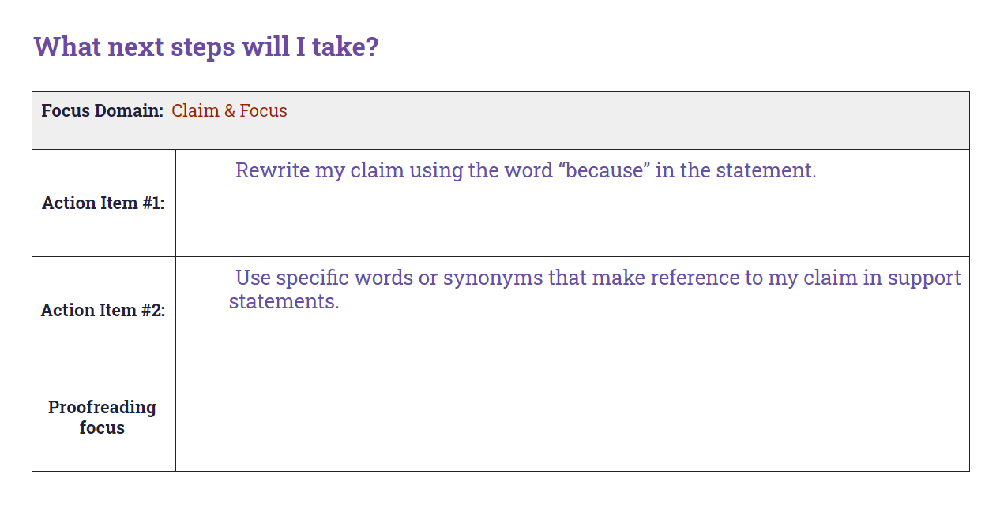 What next steps will I take?
Focus Domain: Claim & Focus
Action Item #1:
Rewrite my claim using the word “because” in the statement.
Action Item #2:
Use specific words or synonyms that make reference to my claim in support
statements.
Proofreading
focus